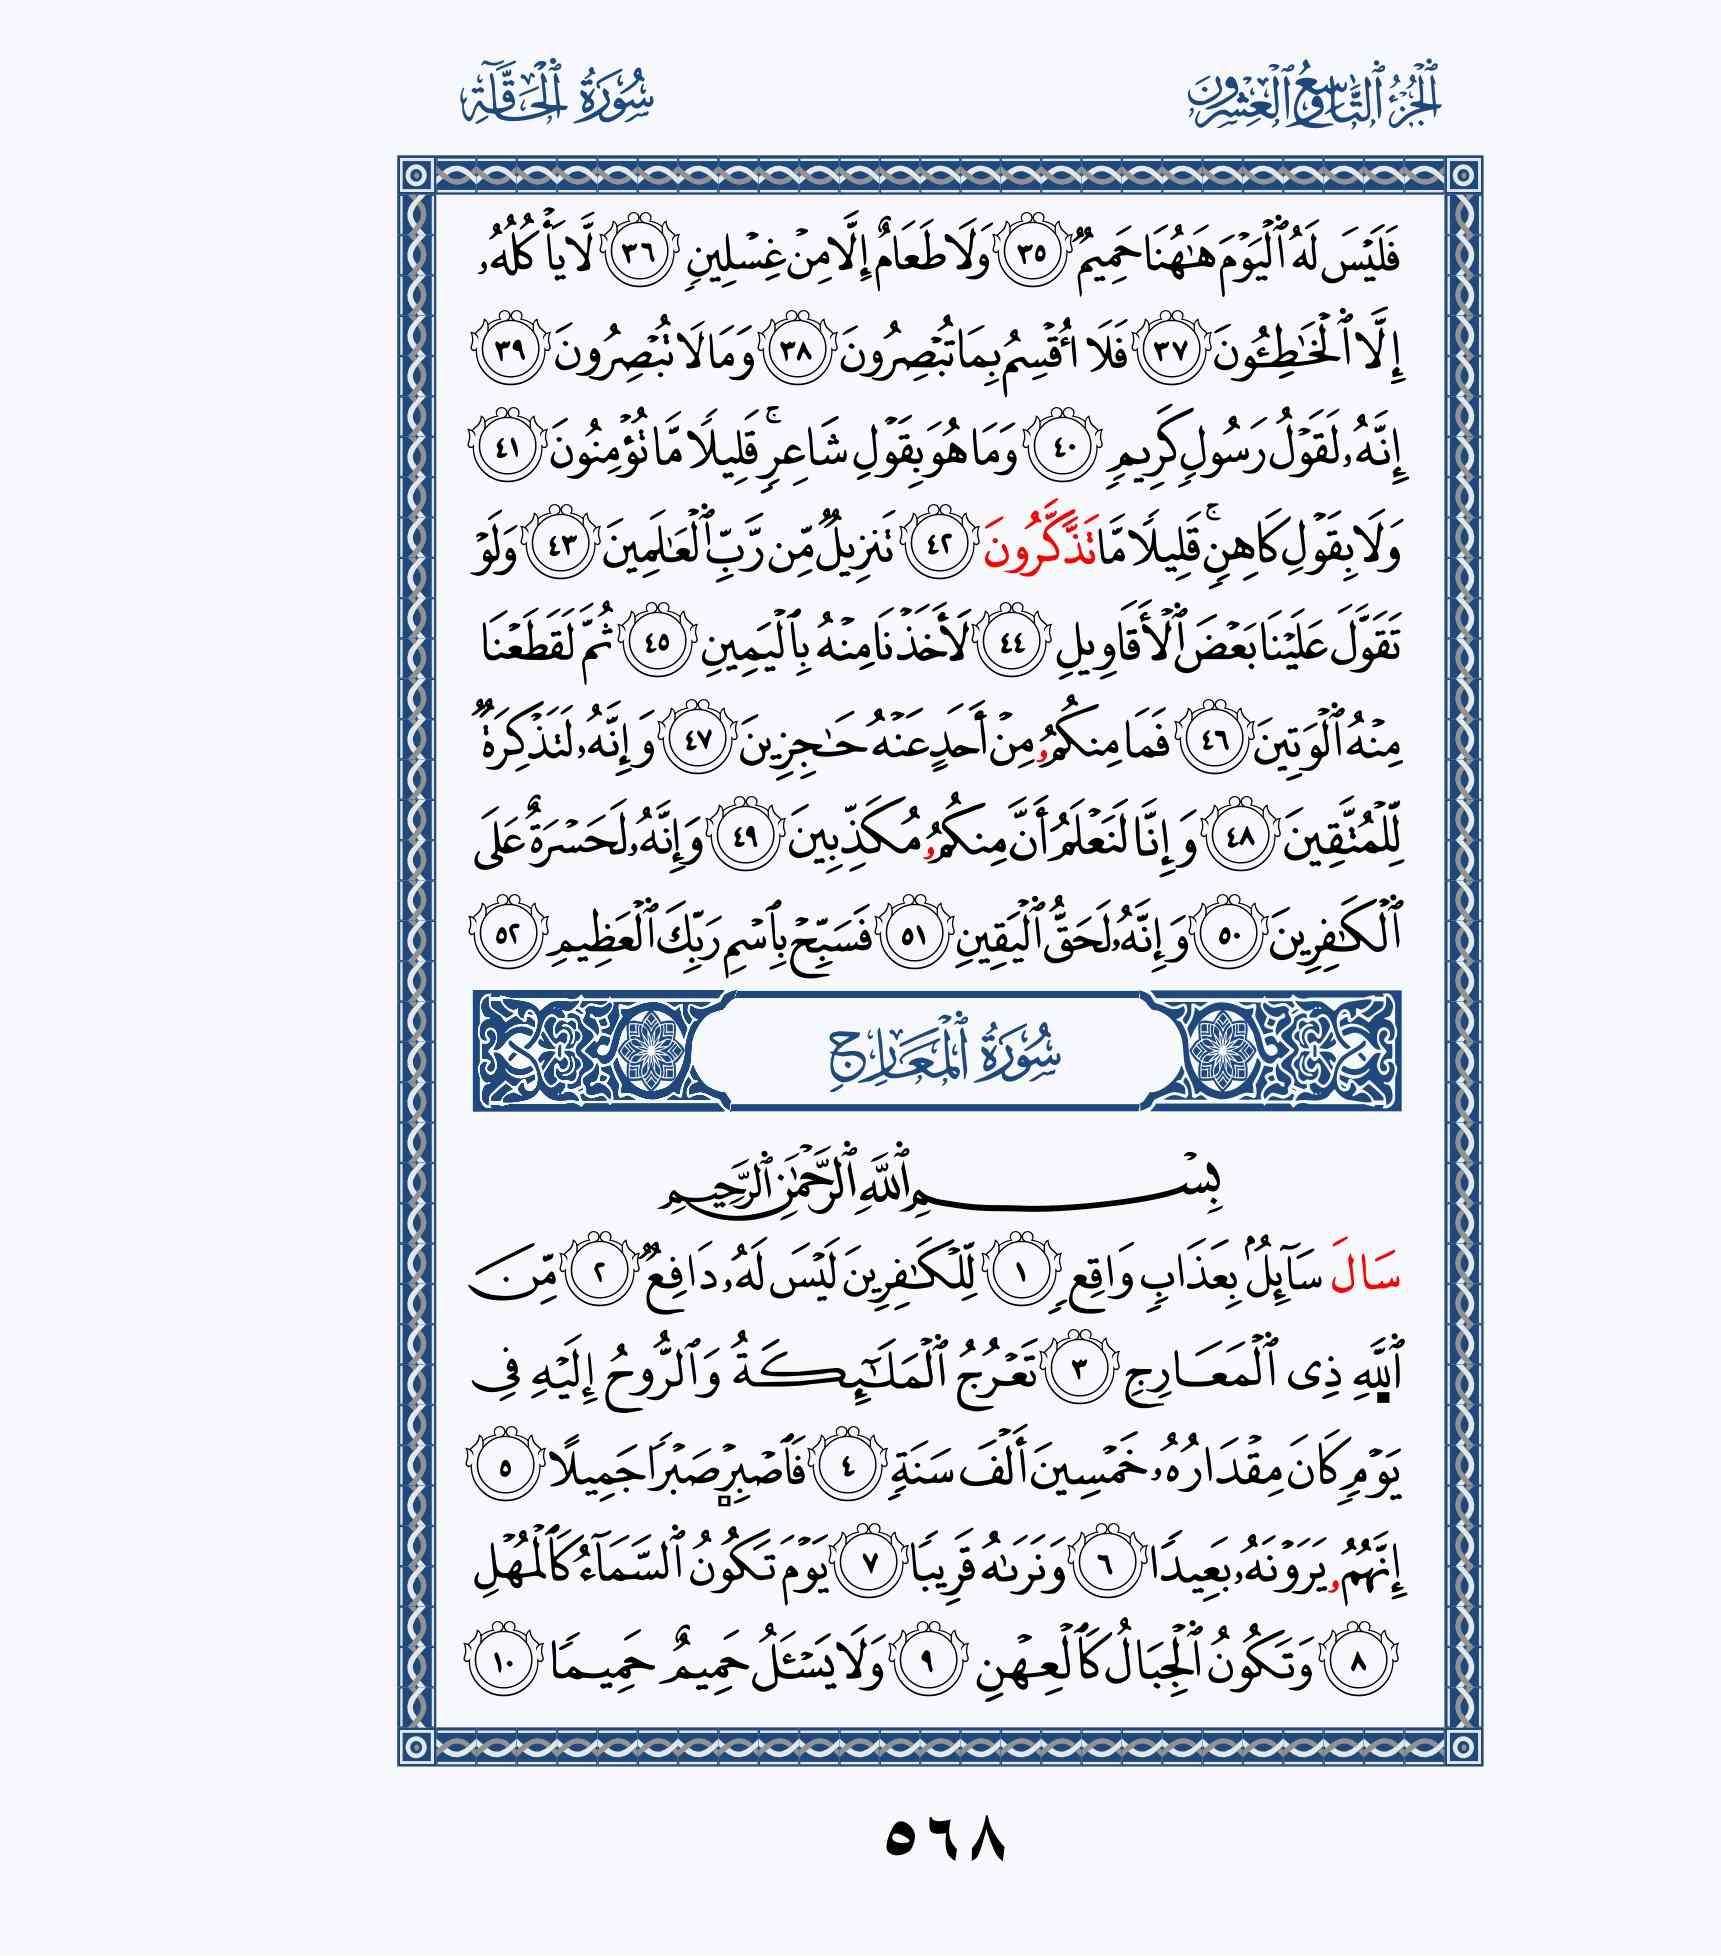 ٱلْجُزْءُ ٱلتَّاسِعُ وَٱلْعِشْرُونَ
سُورَةُ ٱلْحَاقَّةِ
فَلَيْسَ لَهُ ٱلْيَوْمَ هَٰهُنَا حَمِيمٌ ٣٥ وَلَا طَعَامٌ إِلَّا مِنْ غِسْلِينٍ ٣٦ لَّا يَأْكُلُهُۥ
إِلَّا ٱلْخَٰطِـُٔونَ ٣٧ فَلَا أُقْسِمُ بِمَا تُبْصِرُونَ ٣٨ وَمَا لَا تُبْصِرُونَ ٣٩
إِنَّهُۥ لَقَوْلُ رَسُولٍ كَرِيمٍ ٤٠ وَمَا هُوَ بِقَوْلِ شَاعِرٍۚ قَلِيلًا مَّا تُؤْمِنُونَ ٤١
وَلَا بِقَوْلِ كَاهِنٍۚ قَلِيلًا مَّا تَذَّكَّرُونَ ٤٢ تَنزِيلٌ مِّن رَّبِّ ٱلْعَٰلَمِينَ ٤٣ وَلَوْ
تَقَوَّلَ عَلَيْنَا بَعْضَ ٱلْأَقَاوِيلِ ٤٤ لَأَخَذْنَا مِنْهُ بِٱلْيَمِينِ ٤٥ ثُمَّ لَقَطَعْنَا
مِنْهُ ٱلْوَتِينَ ٤٦ فَمَا مِنكُمُۥ مِنْ أَحَدٍ عَنْهُ حَٰجِزِينَ ٤٧ وَإِنَّهُۥ لَتَذْكِرَةٌ
لِّلْمُتَّقِينَ ٤٨ وَإِنَّا لَنَعْلَمُ أَنَّ مِنكُمُۥ مُكَذِّبِينَ ٤٩ وَإِنَّهُۥ لَحَسْرَةٌ عَلَى
ٱلْكَٰفِرِينَ ٥٠ وَإِنَّهُۥ لَحَقُّ ٱلْيَقِينِ ٥١ فَسَبِّحْ بِٱسْمِ رَبِّكَ ٱلْعَظِيمِ ٥٢
سُورَةُ ٱلْمَعَارِجِ
بِسْمِ ٱللَّهِ ٱلرَّحْمَٰنِ ٱلرَّحِيمِ
سَالَ سَآئِلٌۢ بِعَذَابٍ وَاقِعٍ ١ لِّلْكَٰفِرِينَ لَيْسَ لَهُۥ دَافِعٌ ٢ مِّنَ
ٱللَّهِ ذِى ٱلْمَعَارِجِ ٣ تَعْرُجُ ٱلْمَلَٰٓئِكَةُ وَٱلرُّوحُ إِلَيْهِ فِى
يَوْمٍ كَانَ مِقْدَارُهُۥ خَمْسِينَ أَلْفَ سَنَةٍ ٤ فَٱصْبِرْ صَبْرًا جَمِيلًا ٥
إِنَّهُمُۥ يَرَوْنَهُۥ بَعِيدًا ٦ وَنَرَىٰهُ قَرِيبًا ٧ يَوْمَ تَكُونُ ٱلسَّمَآءُ كَٱلْمُهْلِ
٨ وَتَكُونُ ٱلْجِبَالُ كَٱلْعِهْنِ ٩ وَلَا يَسْـَٔلُ حَمِيمٌ حَمِيمًا ١٠
٥٦٨